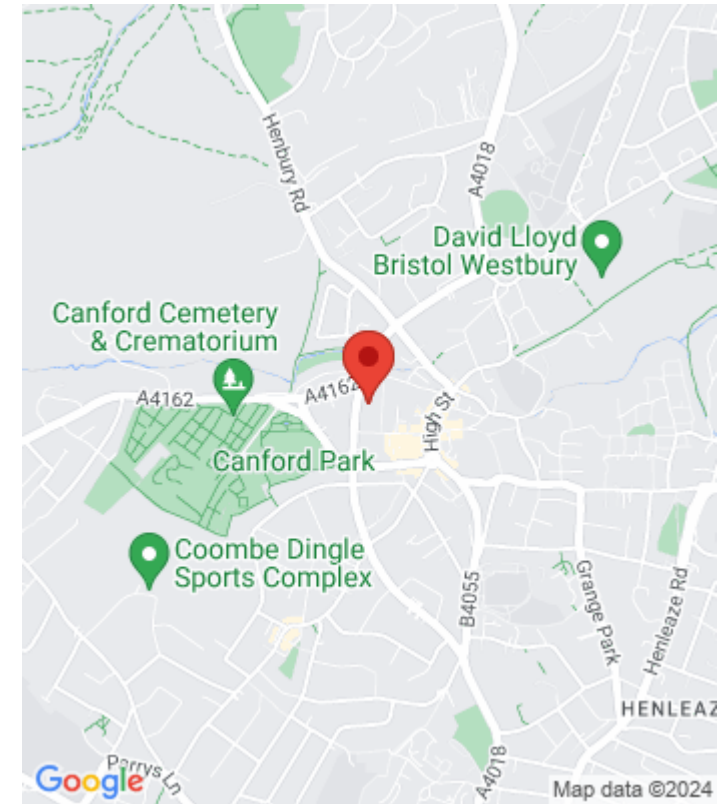 Henbury Rd
A4018
David Lloyd
Bristol Westbury
Canford Cemetery
& Crematorium
A4162
A4162
High St
Canford Park
Coombe Dingle
Sports Complex
B4055
Grange Park
Henleaze Rd
HENLEAZ
Parrys Ln
A4018
Google
Map data ©2024